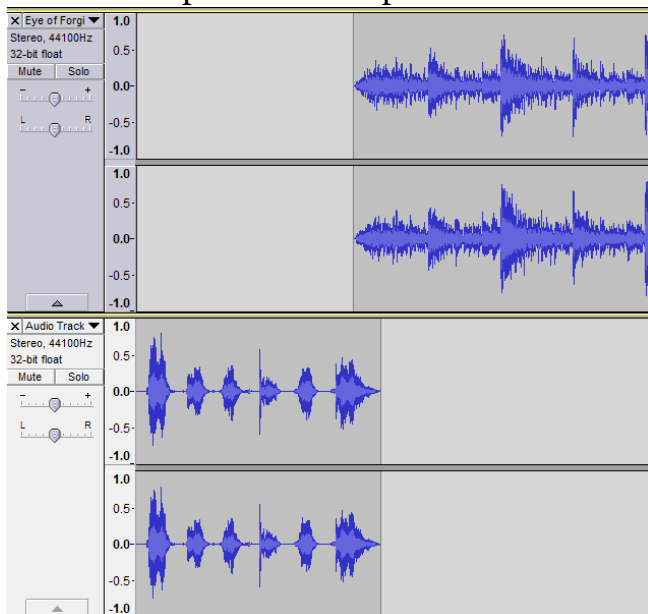 Eye of Forgi
Stereo, 44100Hz
32-bit float
Mute Solo
- +
L R
1.0
0.5
0.0
-0.5
-1.0
1.0
0.5
0.0
-0.5
-1.0
Audio Track
Stereo, 44100Hz
32-bit float
Mute Solo
- +
L R
1.0
0.5
0.0
-0.5
-1.0
1.0
0.5
0.0
-0.5
-1.0